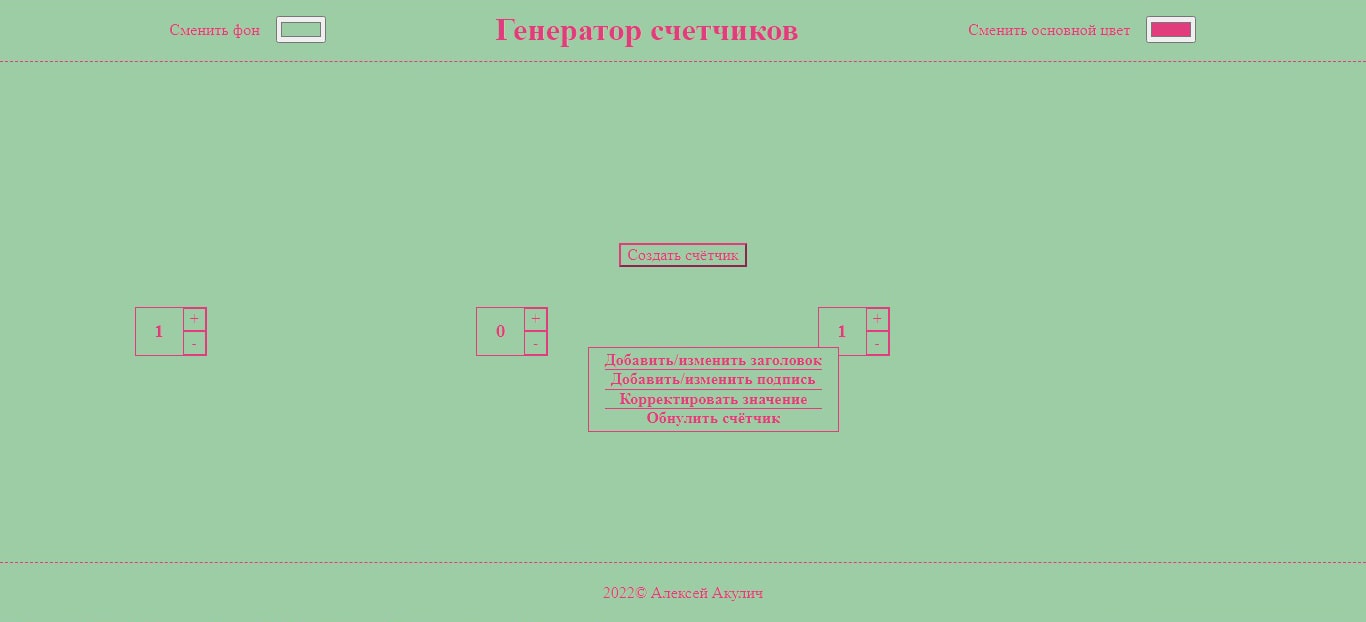 Сменить фон
Генератор счетчиков
Сменить основной цвет
Создать счётчик
1 + -
0 + -
1 + -
Добавить/изменить заголовок
Добавить/изменить подпись
Корректировать значение
Обнулить счётчик
2022© Алексей Акулич